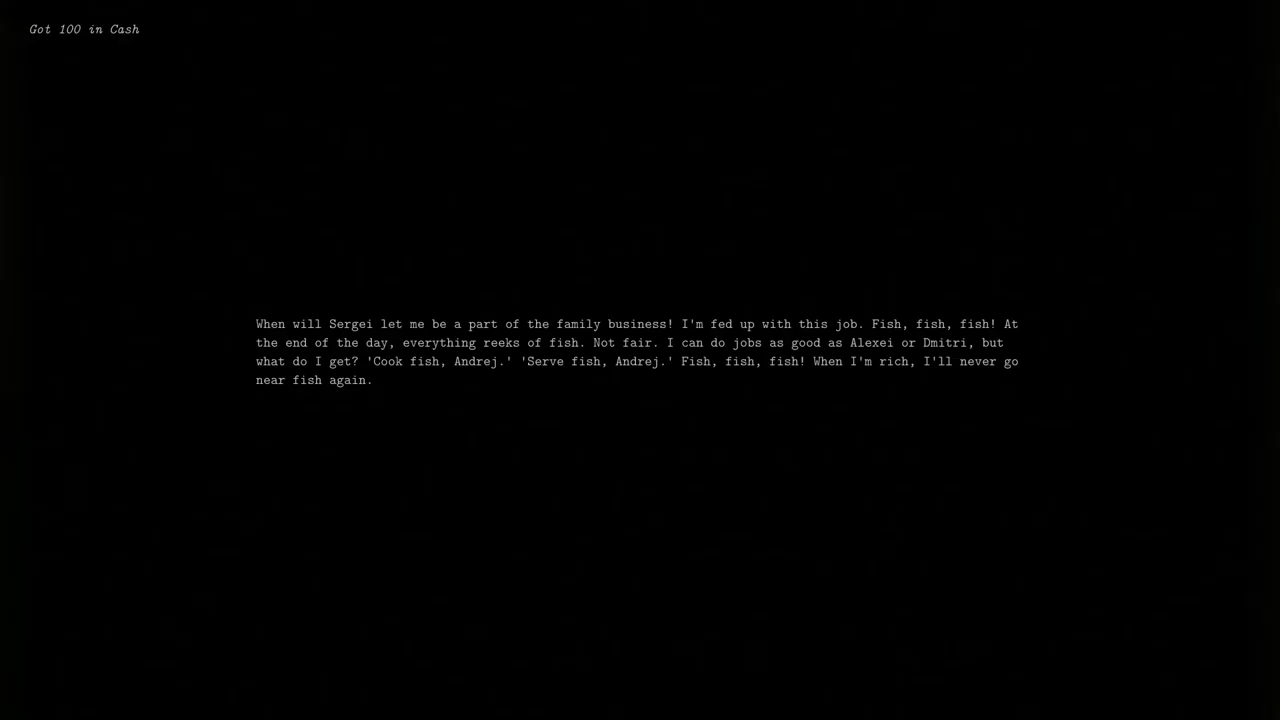 Got 100 in Cash
When will Sergei let me be a part of the family business! I'm fed up with this job. Fish, fish, fish! At
the end of the day, everything reeks of fish. Not fair. I can do jobs as good as Alexei or Dmitri, but
what do I get? 'Cook fish, Andrej.' 'Serve fish, Andrej.' Fish, fish, fish! When I'm rich, I'll never go
near fish again.